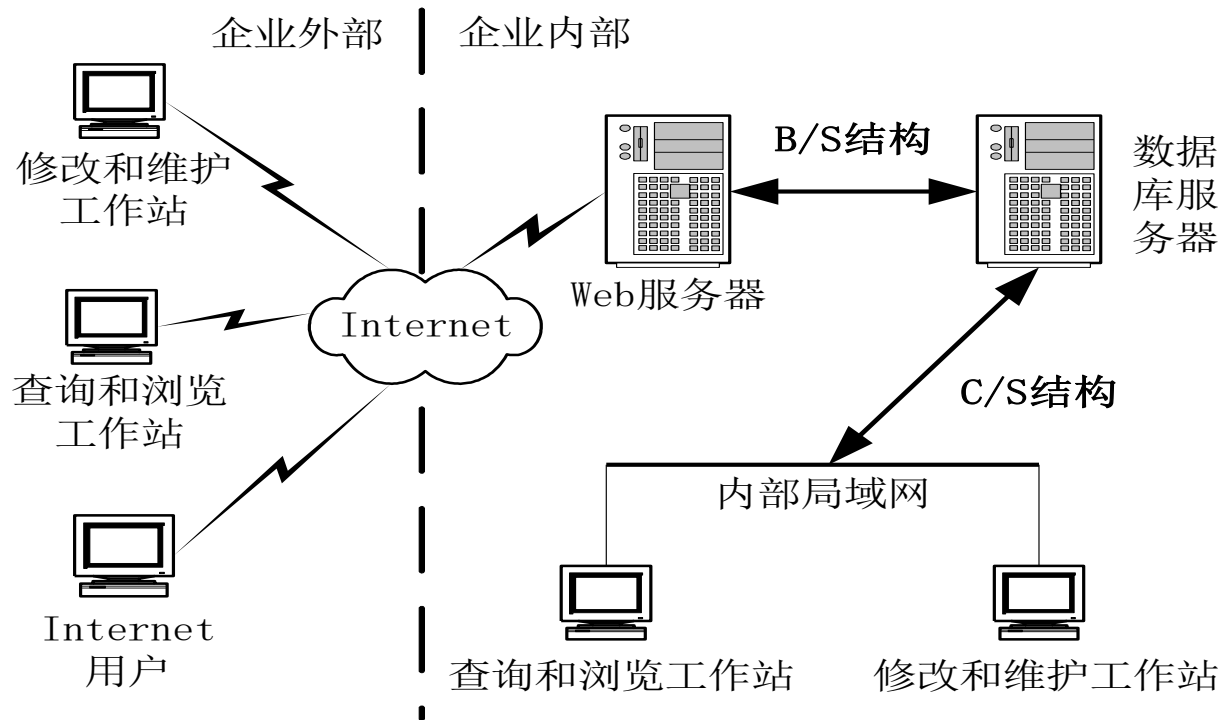 企业外部
企业内部
修改和维护
工作站
B/S结构
数据
库服
务器
Web服务器
Internet
查询和浏览
工作站
C/S结构
内部局域网
Internet
用户
查询和浏览工作站
修改和维护工作站